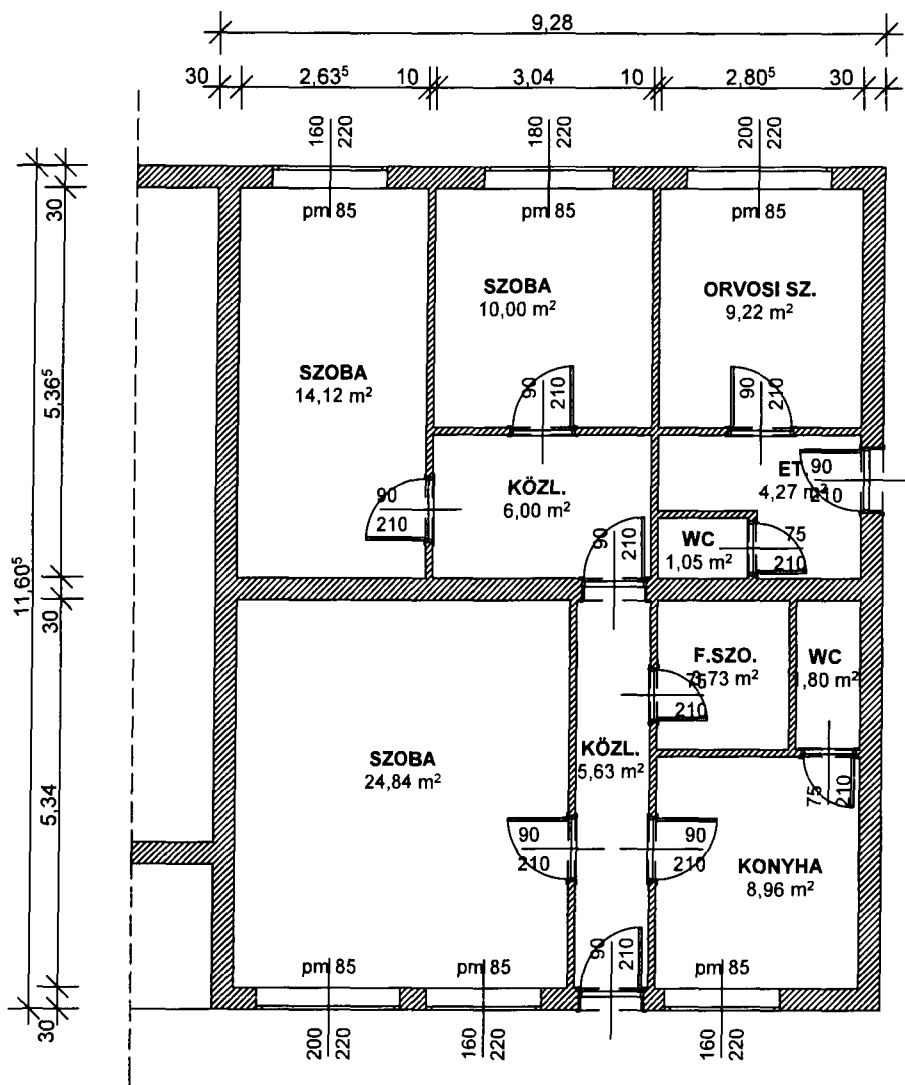 9,28
30 2,63⁵ 10 3,04 10 2,80⁵ 30
160 220
180 220
200 220
30
5,36⁵
11,60⁵
30
5,34
30
pm 85
pm 85
pm 85
SZOBA
10,00 m²
ORVOSI SZ.
9,22 m²
SZOBA
14,12 m²
90 210
90 210
KÖZL.
6,00 m²
ET.
4,27 m²
90 210
90 210
90 210
WC
1,05 m²
75 210
F.SZO.
3,73 m²
75 210
WC
1,80 m²
KÖZL.
5,63 m²
SZOBA
24,84 m²
75 210
90 210
90 210
KONYHA
8,96 m²
90 210
pm 85
pm 85
pm 85
200 220
160 220
160 220